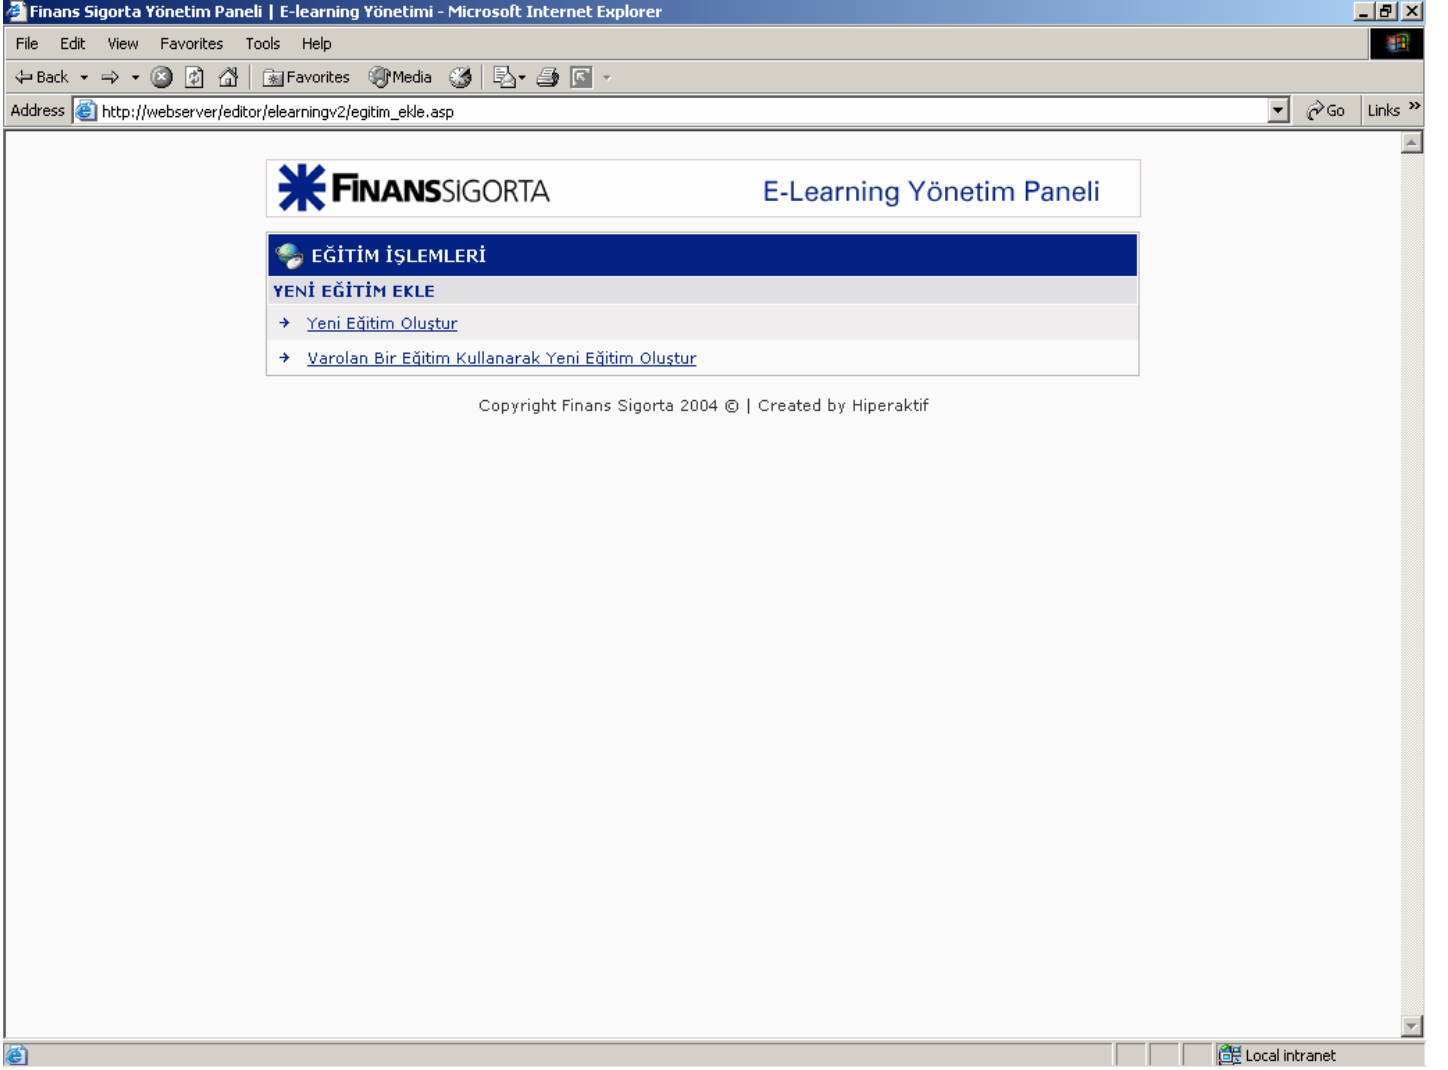 Finans Sigorta Yönetim Paneli | E-learning Yönetimi - Microsoft Internet Explorer
File Edit View Favorites Tools Help
Back Favorites Media
Address http://webserver/editor/elearningv2/egitim_ekle.asp Go Links »
FINANSSIGORTA E-Learning Yönetim Paneli
EĞİTİM İŞLEMLERİ
YENİ EĞİTİM EKLE
Yeni Eğitim Oluştur
Varolan Bir Eğitim Kullanarak Yeni Eğitim Oluştur
Copyright Finans Sigorta 2004 © | Created by Hiperaktif
Local intranet